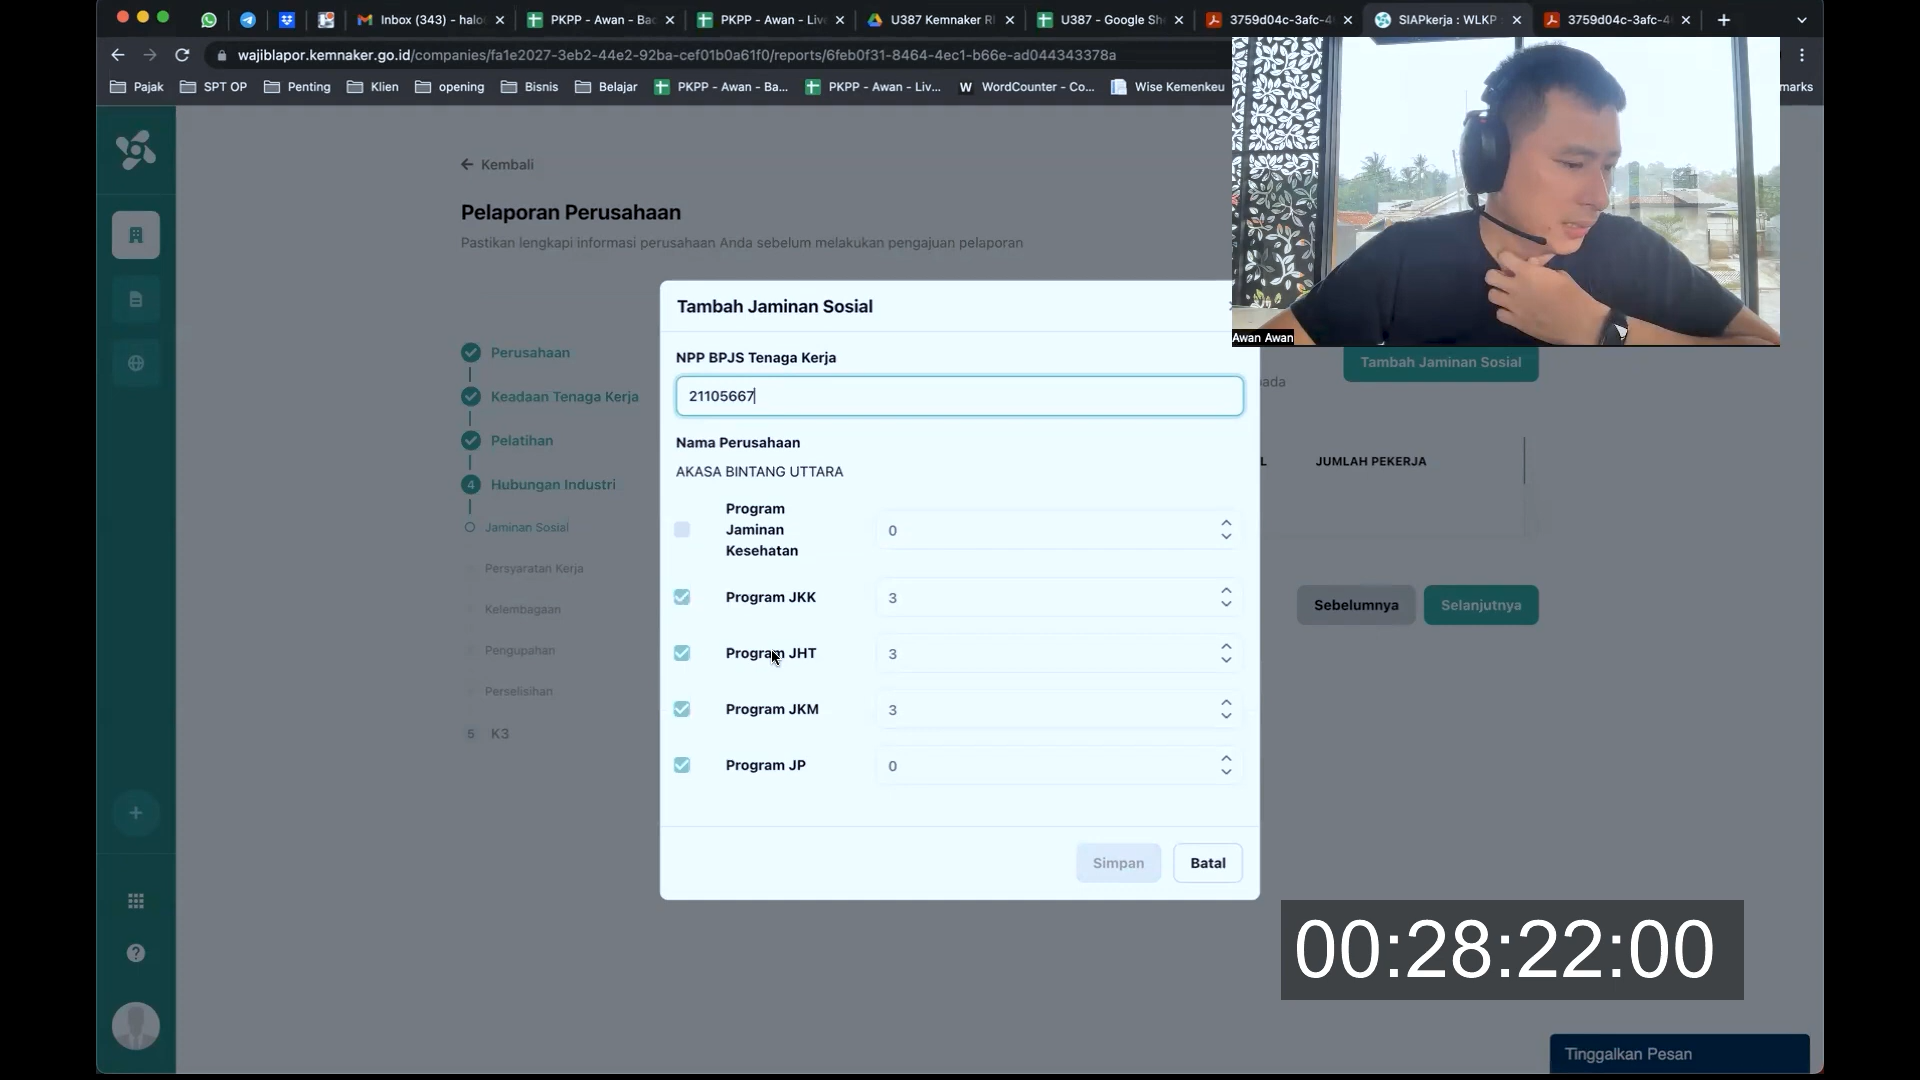 Inbox (343) - halo
PKPP - Awan - Bac
PKPP - Awan - Live
U387 Kemnaker RI
U387 - Google She
3759d04c-3afc-4
SIAPkerja : WLKP
3759d04c-3afc-4
wajiblapor.kemnaker.go.id/companies/fa1e2027-3eb2-44e2-92ba-cef01b0a61f0/reports/6feb0f31-8464-4ec1-b66e-ad044343378a
Pajak
SPT OP
Penting
Klien
opening
Bisnis
Belajar
PKPP - Awan - Ba...
PKPP - Awan - Liv...
W
WordCounter - Co...
Wise Kemenkeu
marks
Kembali
Pelaporan Perusahaan
Pastikan lengkapi informasi perusahaan Anda sebelum melakukan pengajuan pelaporan
Awan Awan
Perusahaan
Keadaan Tenaga Kerja
Pelatihan
4 Hubungan Industri
Jaminan Sosial
Persyaratan Kerja
Kelembagaan
Pengupahan
Perselisihan
5 K3
Tambah Jaminan Sosial
NPP BPJS Tenaga Kerja
21105667
Nama Perusahaan
AKASA BINTANG UTTARA
Program
Jaminan
Kesehatan
0
Program JKK
3
Program JHT
3
Program JKM
3
Program JP
0
Simpan
Batal
Tambah Jaminan Sosial
ada
L
JUMLAH PEKERJA
Sebelumnya
Selanjutnya
00:28:22:00
Tinggalkan Pesan